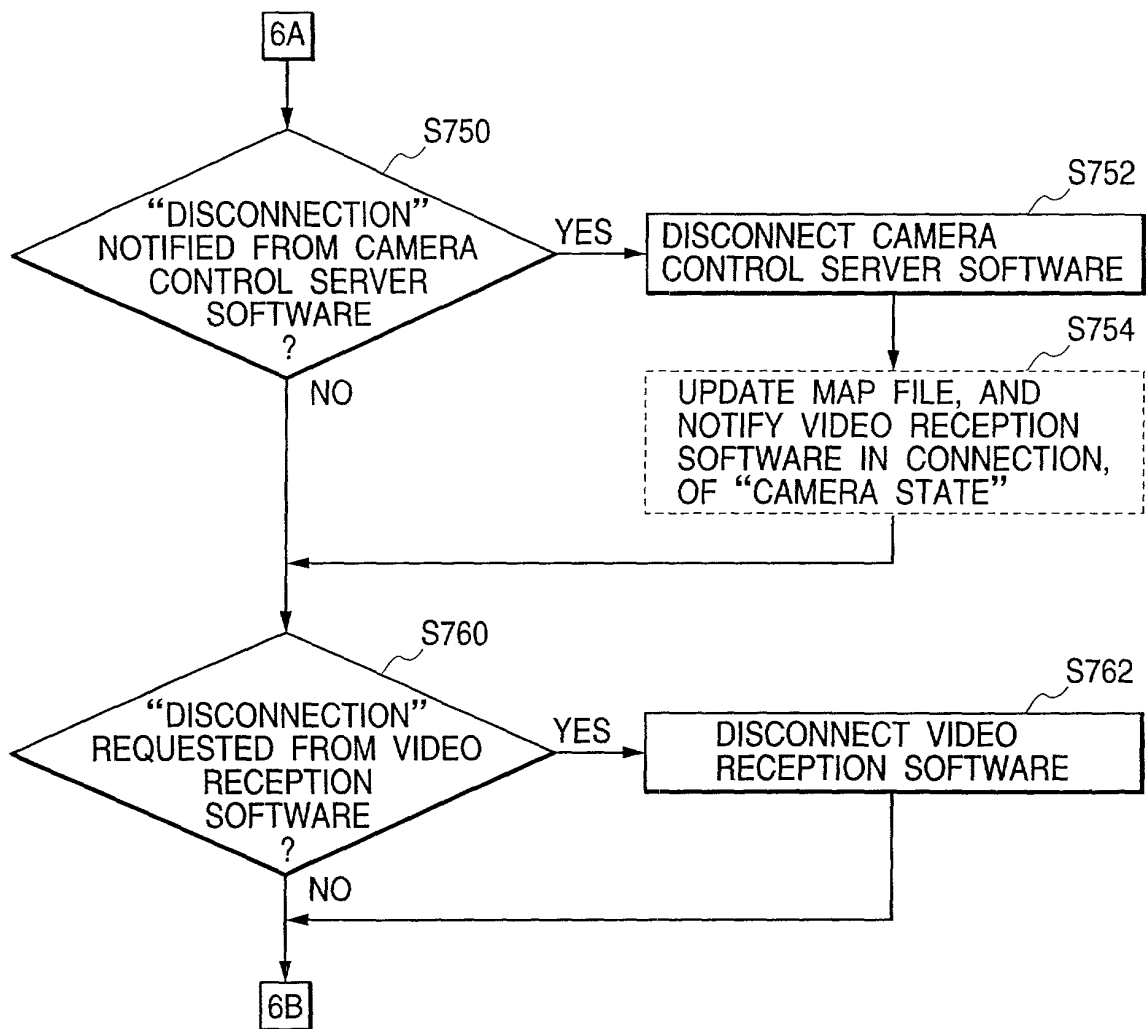 6A
S750
“DISCONNECTION”
NOTIFIED FROM CAMERA
CONTROL SERVER
SOFTWARE
?
YES
NO
S752
DISCONNECT CAMERA
CONTROL SERVER SOFTWARE
S754
UPDATE MAP FILE, AND
NOTIFY VIDEO RECEPTION
SOFTWARE IN CONNECTION,
OF “CAMERA STATE”
S760
“DISCONNECTION”
REQUESTED FROM VIDEO
RECEPTION
SOFTWARE
?
YES
NO
S762
DISCONNECT VIDEO
RECEPTION SOFTWARE
6B